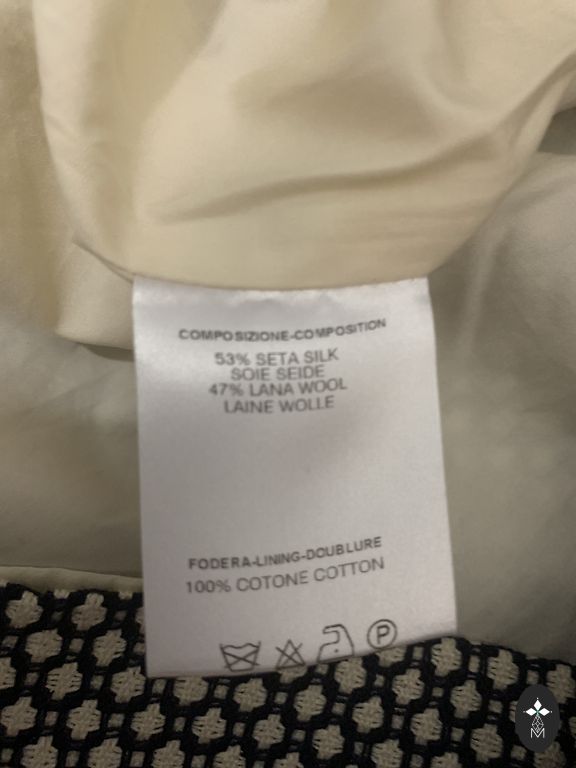 COMPOSIZIONE-COMPOSITION
53% SETA SILK
SOIE SEIDE
47% LANA WOOL
LAINE WOLLE
FODERA-LINING-DOUBLURE
100% COTONE COTTON
P
M